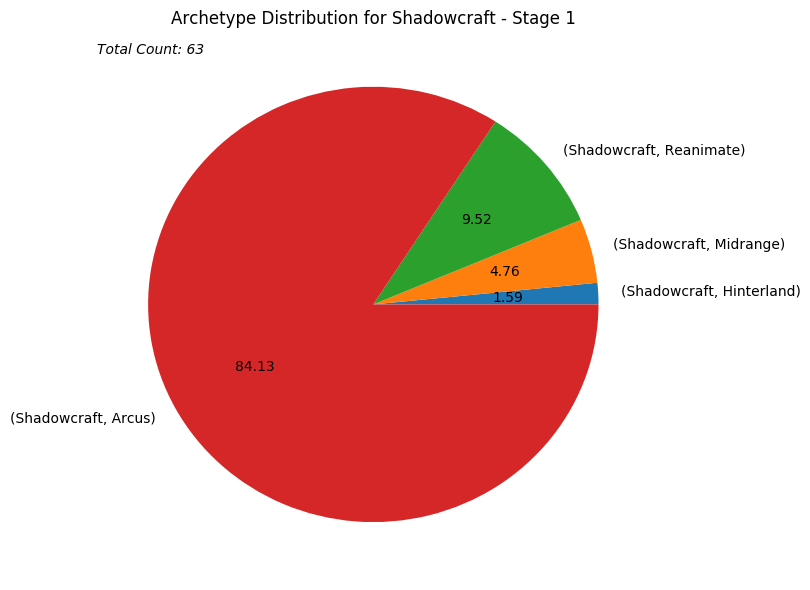 Archetype Distribution for Shadowcraft - Stage 1
Total Count: 63
(Shadowcraft, Reanimate)
9.52
(Shadowcraft, Midrange)
4.76
(Shadowcraft, Hinterland)
1.59
84.13
(Shadowcraft, Arcus)